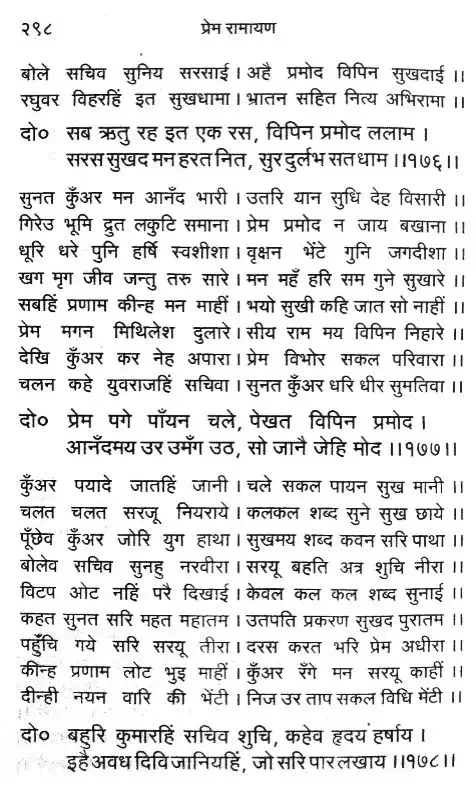 २९८
प्रेम रामायण
बोले सचिव सुनिय सरसाई। अहै प्रमोद विपिन सुखदाई ।।
रघुवर विहरहिं इत सुखधामा। भ्रातन सहित नित्य अभिरामा ।।
दो० सब ऋतु रह इत एक रस, विपिन प्रमोद ललाम ।
सरस सुखद मन हरत नित, सुर दुर्लभ सतधाम ।।१७६।।
सुनत कुँअर मन आनँद भारी। उतरि यान सुधि देह विसारी ।।
गिरेउ भूमि द्रुत लकुटि समाना। प्रेम प्रमोद न जाय बखाना ।।
धूरि धरे पुनि हर्षि स्वशीशा। वृक्षन भेंटे गुनि जगदीशा ।।
खग मृग जीव जन्तु तरु सारे। मन महँ हरि सम गुने सुखारे ।।
सबहिं प्रणाम कीन्ह मन माहीं। भयो सुखी कहि जात सो नाहीं ।।
प्रेम मगन मिथिलेश दुलारे। सीय राम मय विपिन निहारे ।।
देखि कुँअर कर नेह अपारा। प्रेम विभोर सकल परिवारा ।।
चलन कहे युवराजहिं सचिवा। सुनत कुँअर धरि धीर सुमतिवा ।।
दो० प्रेम पगे पाँयन चले, पेखत विपिन प्रमोद ।
आनँदमय उर उमँग उठ, सो जानै जेहि मोद ।।१७७।।
कुँअर पयादे जातहिं जानी। चले सकल पायन सुख मानी ।।
चलत चलत सरजू नियराये। कलकल शब्द सुने सुख छाये ।।
पूँछेव कुँअर जोरि युग हाथा। सुखमय शब्द कवन सरि पाथा ।।
बोलेव सचिव सुनहु नरवीरा। सरयू बहति अत्र शुचि नीरा ।।
विटप ओट नहिं परै दिखाई। केवल कल कल शब्द सुनाई ।।
कहत सुनत सरि महत महातम। उतपति प्रकरण सुखद पुरातम ।।
पहुँचि गये सरि सरयू तीरा। दरस करत भरि प्रेम अधीरा ।।
कीन्ह प्रणाम लोट भुइ माहीं। कुँअर रँगे मन सरयू काहीं ।।
दीन्ही नयन वारि की भेंटी। निज उर ताप सकल विधि मेंटी ।।
दो० बहुरि कुमारहिं सचिव शुचि, कहेव हृदय हर्षाय ।
इहै अवध दिवि जानियहिं, जो सरि पार लखाय ।।१७८।।